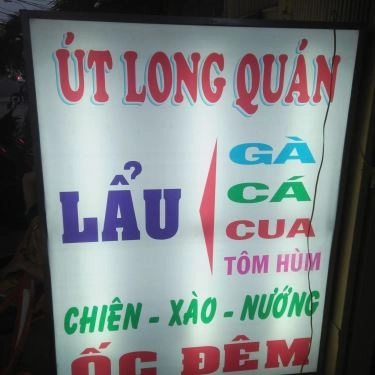 ÚT LONG QUÁN
LẨU
GÀ
CÁ
CUA
TÔM HÙM
CHIÊN - XÀO - NƯỚNG
ỐC ĐÊM